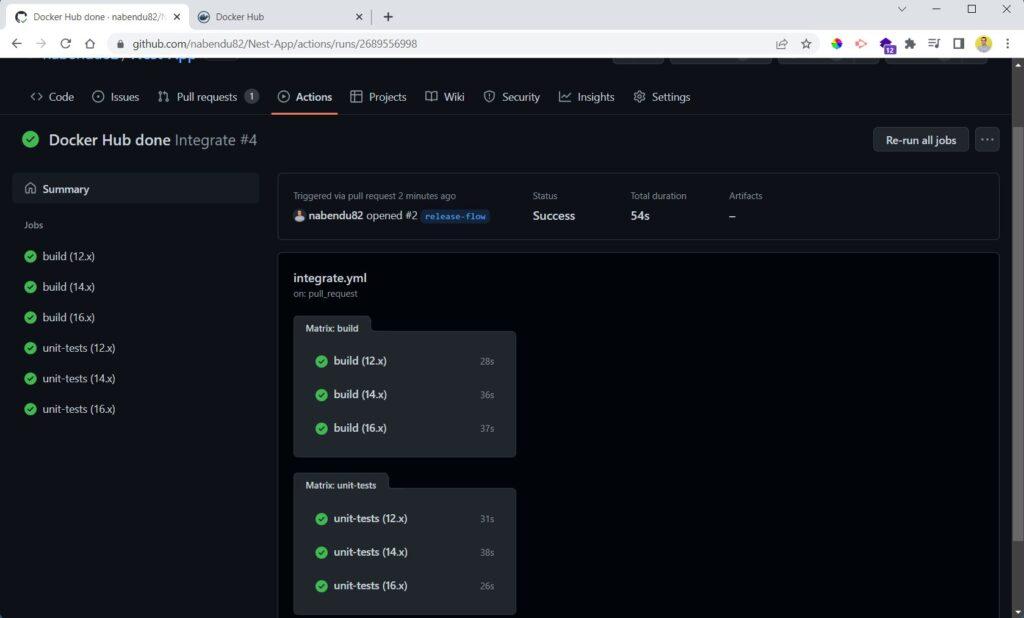 Docker Hub done · nabendu82/N
Docker Hub
github.com/nabendu82/Nest-App/actions/runs/2689556998
12
nabendu82 / Nest-App
Code
Issues
Pull requests 1
Actions
Projects
Wiki
Security
Insights
Settings
Docker Hub done Integrate #4
Re-run all jobs
Summary
Jobs
build (12.x)
build (14.x)
build (16.x)
unit-tests (12.x)
unit-tests (14.x)
unit-tests (16.x)
Triggered via pull request 2 minutes ago
nabendu82 opened #2 release-flow
Status
Success
Total duration
54s
Artifacts
–
integrate.yml
on: pull_request
Matrix: build
build (12.x) 28s
build (14.x) 36s
build (16.x) 37s
Matrix: unit-tests
unit-tests (12.x) 31s
unit-tests (14.x) 38s
unit-tests (16.x) 26s